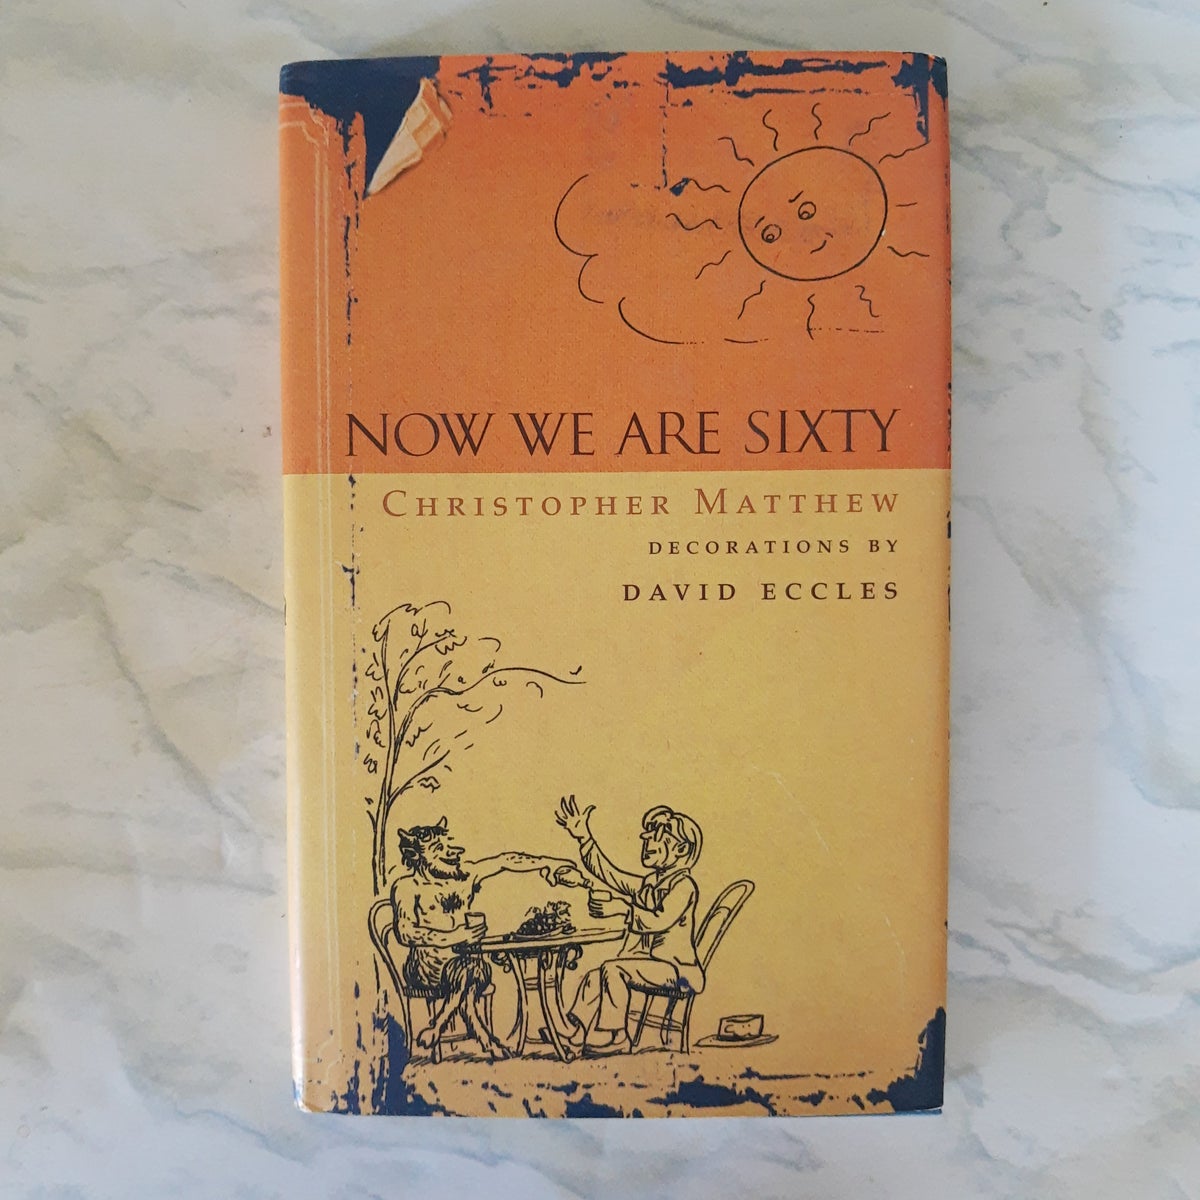 NOW WE ARE SIXTY
CHRISTOPHER MATTHEW
DECORATIONS BY
DAVID ECCLES